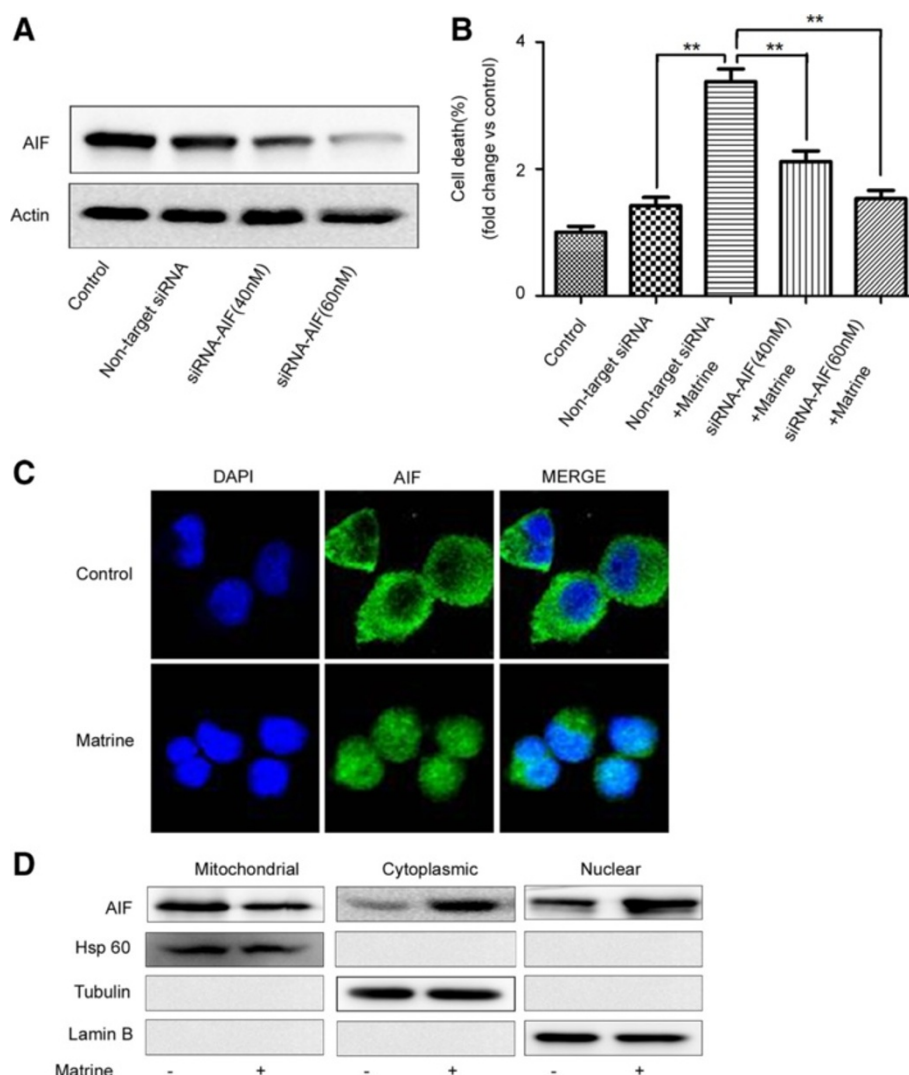 A
AIF
Actin
Control
Non-target siRNA
siRNA-AIF(40nM)
siRNA-AIF(60nM)
B
Cell death(%)
(fold change vs control)
4
2
0
**
**
**
Control
Non-target siRNA
Non-target siRNA
+Matrine
siRNA-AIF(40nM)
+Matrine
siRNA-AIF(60nM)
+Matrine
C
DAPI AIF MERGE
Control
Matrine
D
Mitochondrial Cytoplasmic Nuclear
AIF
Hsp 60
Tubulin
Lamin B
Matrine - + - + - +